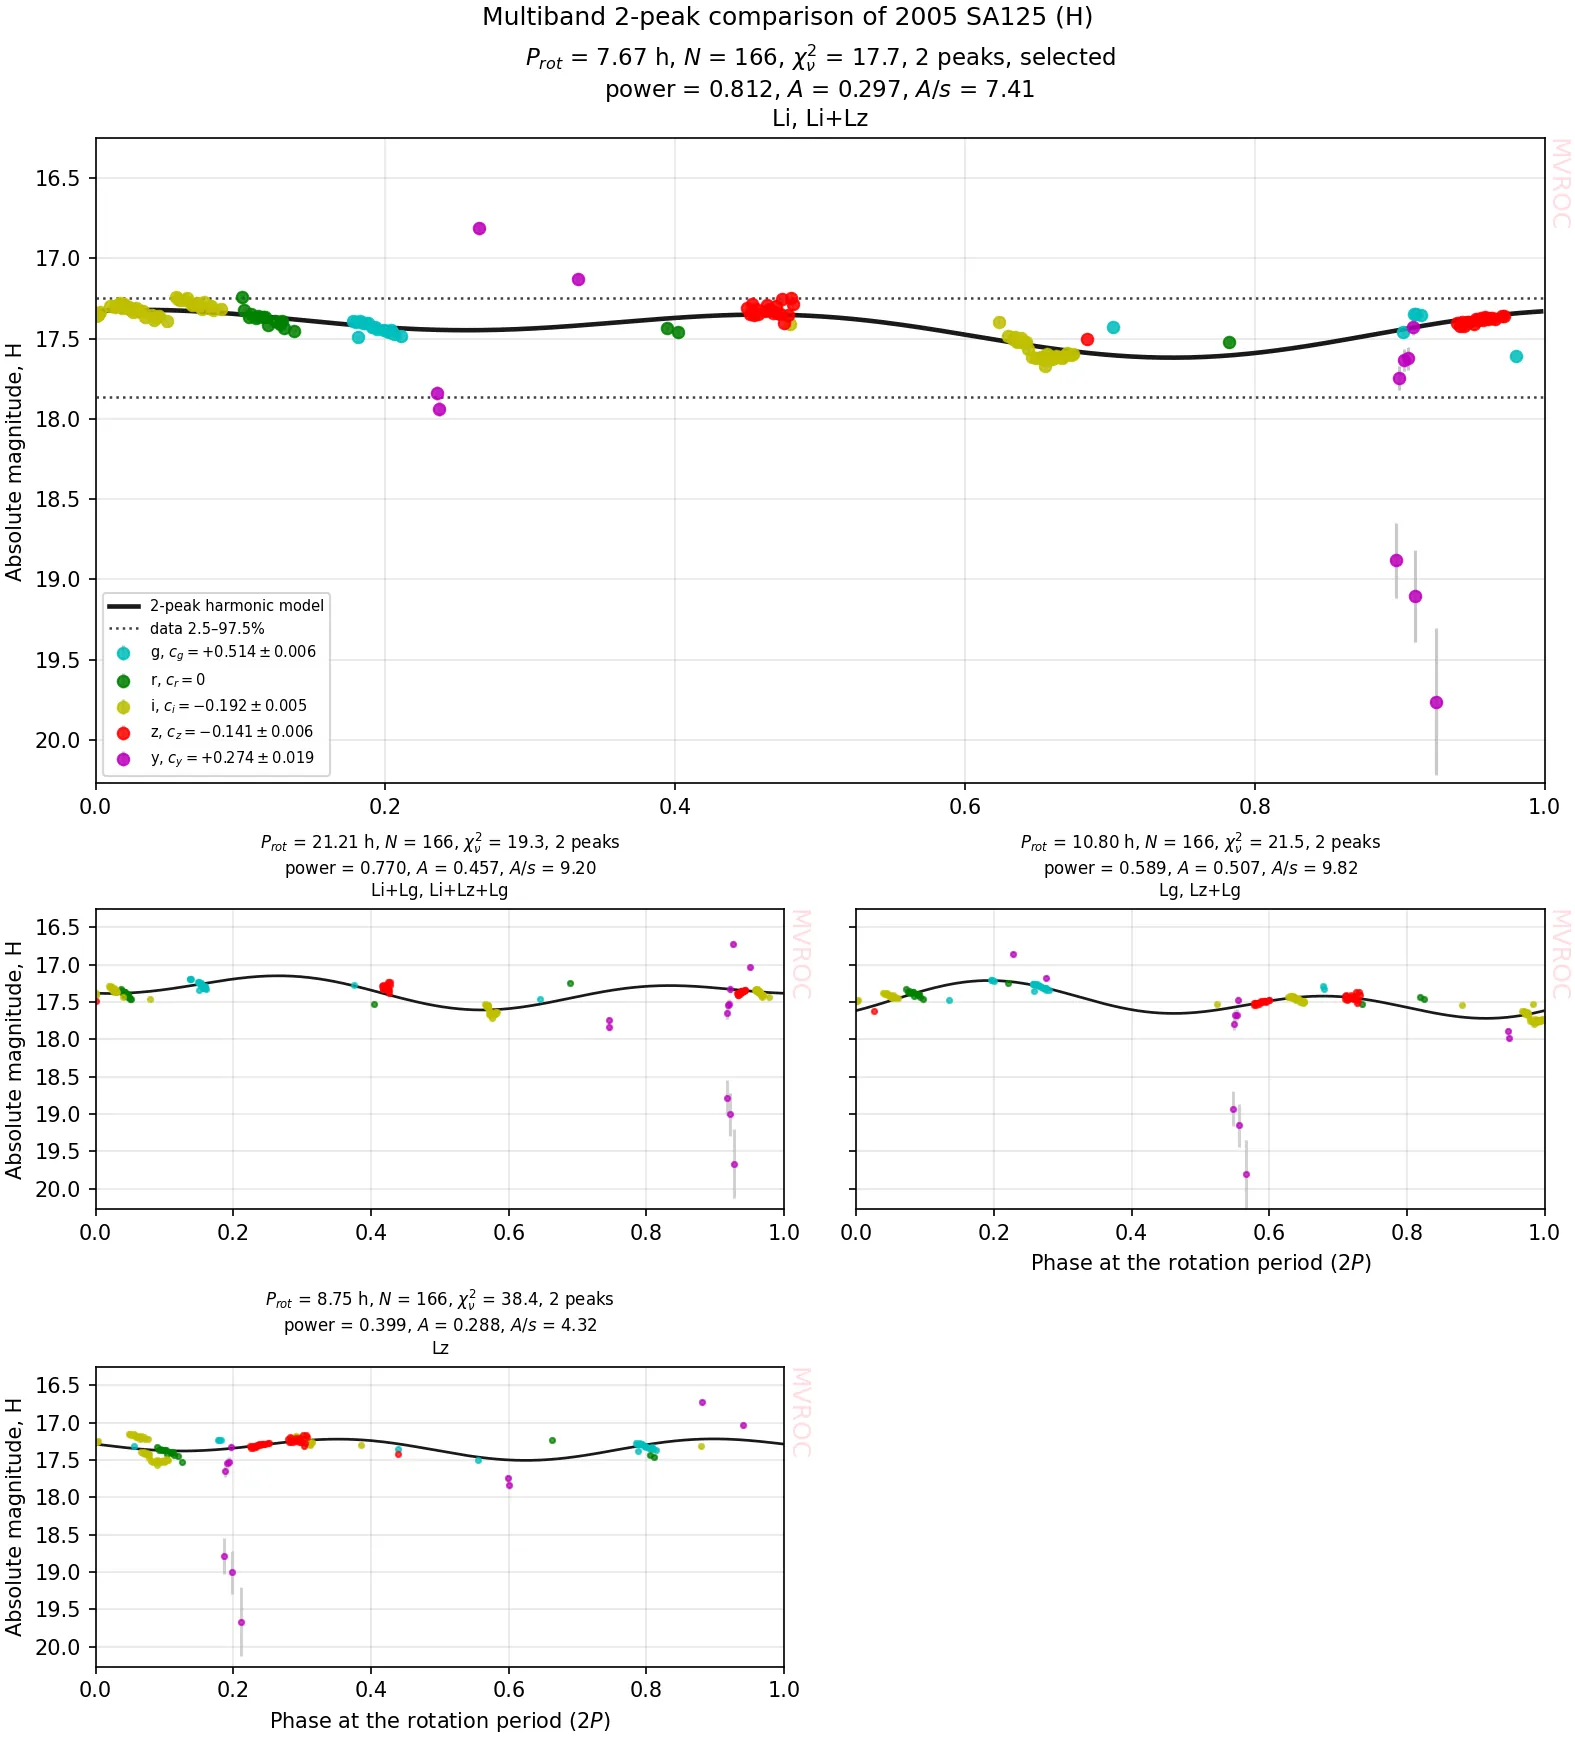 Multiband 2-peak comparison of 2005 SA125 (H)
P_rot = 7.67 h, N = 166, χ²_ν = 17.7, 2 peaks, selected
power = 0.812, A = 0.297, A/s = 7.41
Li, Li+Lz
MVROC
Absolute magnitude, H
16.5
17.0
17.5
18.0
18.5
19.0
19.5
20.0
2-peak harmonic model
data 2.5–97.5%
g, c_g = +0.514 ± 0.006
r, c_r = 0
i, c_i = −0.192 ± 0.005
z, c_z = −0.141 ± 0.006
y, c_y = +0.274 ± 0.019
0.0 0.2 0.4 0.6 0.8 1.0
P_rot = 21.21 h, N = 166, χ²_ν = 19.3, 2 peaks
power = 0.770, A = 0.457, A/s = 9.20
Li+Lg, Li+Lz+Lg
MVROC
Absolute magnitude, H
16.5
17.0
17.5
18.0
18.5
19.0
19.5
20.0
0.0 0.2 0.4 0.6 0.8 1.0
P_rot = 10.80 h, N = 166, χ²_ν = 21.5, 2 peaks
power = 0.589, A = 0.507, A/s = 9.82
Lg, Lz+Lg
MVROC
0.0 0.2 0.4 0.6 0.8 1.0
Phase at the rotation period (2P)
P_rot = 8.75 h, N = 166, χ²_ν = 38.4, 2 peaks
power = 0.399, A = 0.288, A/s = 4.32
Lz
MVROC
Absolute magnitude, H
16.5
17.0
17.5
18.0
18.5
19.0
19.5
20.0
0.0 0.2 0.4 0.6 0.8 1.0
Phase at the rotation period (2P)